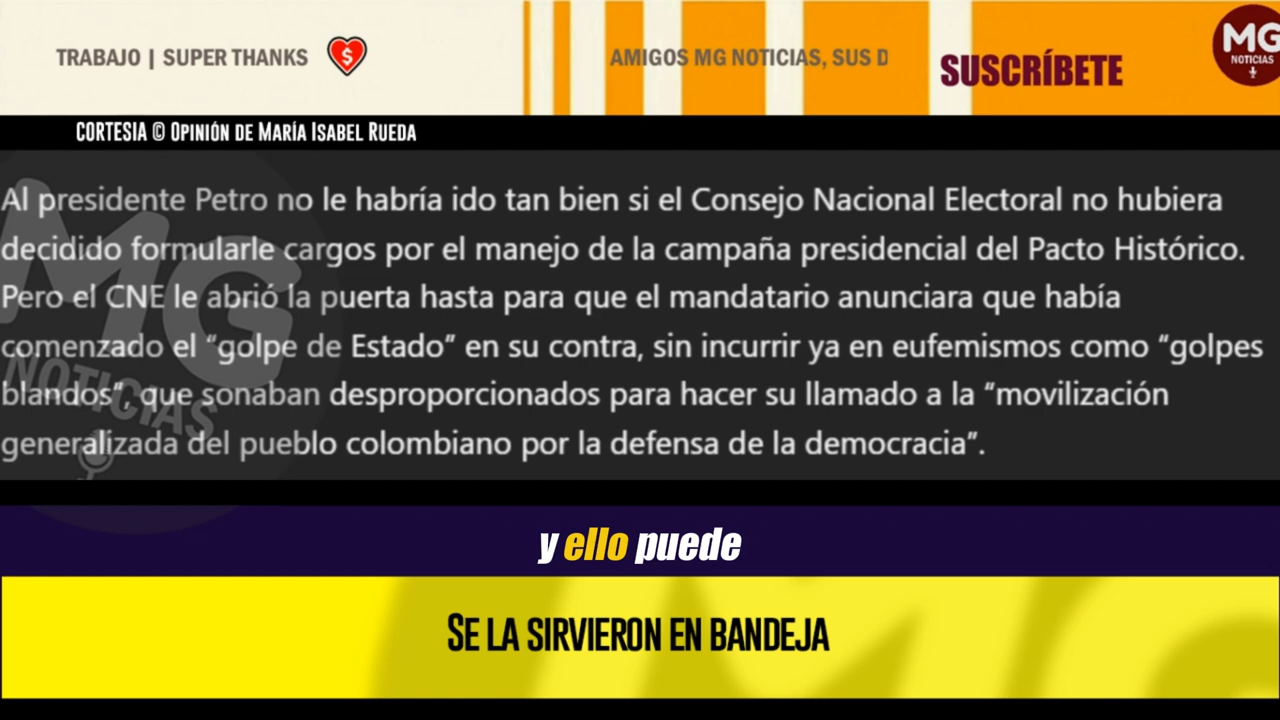 TRABAJO | SUPER THANKS
AMIGOS MG NOTICIAS, SUS D
SUSCRÍBETE
MG
NOTICIAS
CORTESIA © OPINIÓN DE MARÍA ISABEL RUEDA
Al presidente Petro no le habría ido tan bien si el Consejo Nacional Electoral no hubiera
decidido formularle cargos por el manejo de la campaña presidencial del Pacto Histórico.
Pero el CNE le abrió la puerta hasta para que el mandatario anunciara que había
comenzado el “golpe de Estado” en su contra, sin incurrir ya en eufemismos como “golpes
blandos”, que sonaban desproporcionados para hacer su llamado a la “movilización
generalizada del pueblo colombiano por la defensa de la democracia”.
MG
NOTICIAS
y ello puede
SE LA SIRVIERON EN BANDEJA